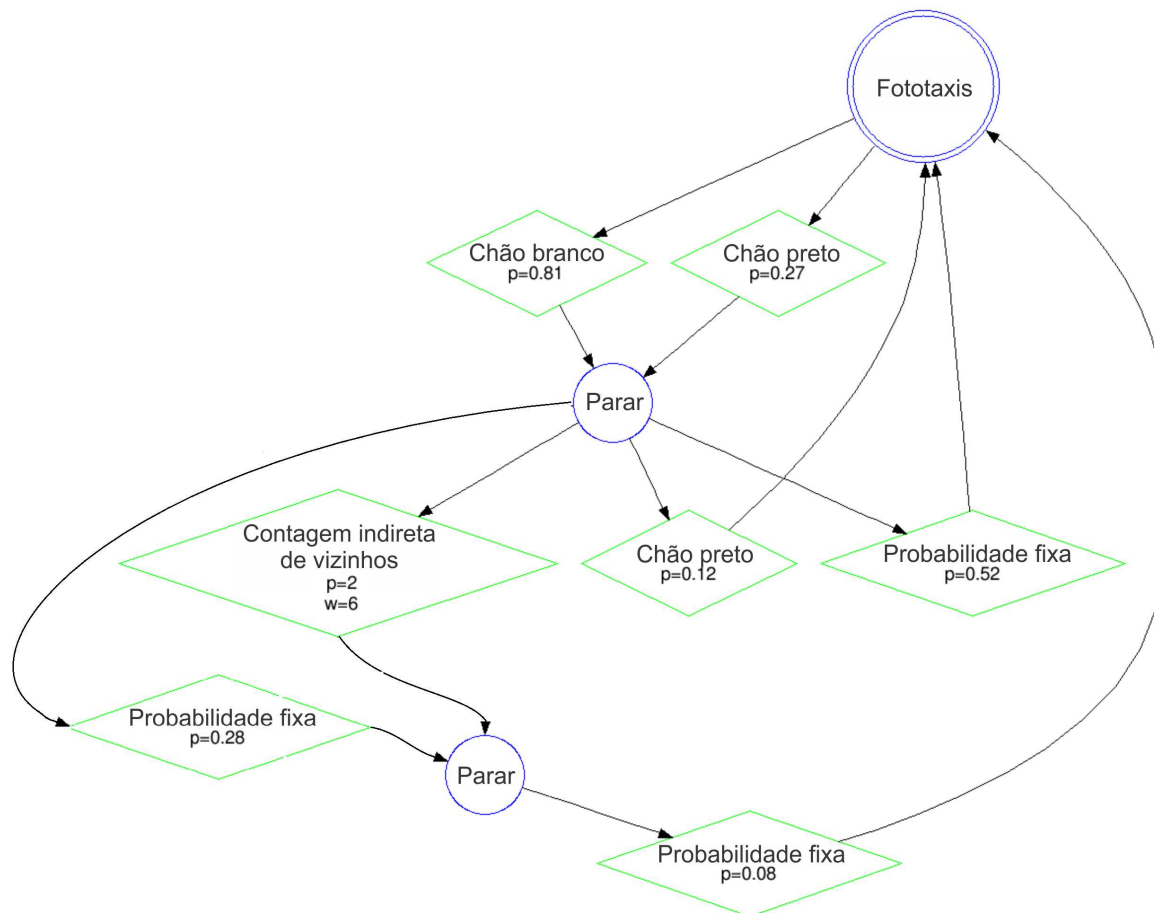 Fototaxis
Chão branco
p=0.81
Chão preto
p=0.27
Parar
Contagem indireta
de vizinhos
p=2
w=6
Chão preto
p=0.12
Probabilidade fixa
p=0.52
Probabilidade fixa
p=0.28
Parar
Probabilidade fixa
p=0.08